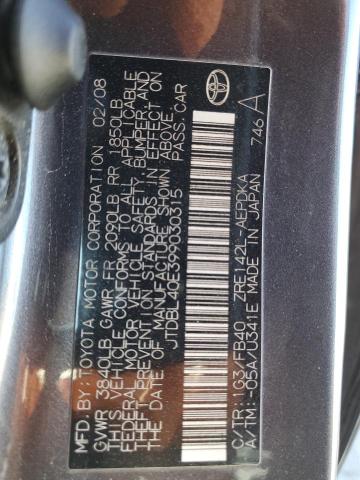 MFD.BY:TOYOTA MOTOR CORPORATION 02/08
GVWR 3840LB GAWR FR 2090LB RR 1850LB
THIS VEHICLE CONFORMS TO ALL APPLICABLE
FEDERAL MOTOR VEHICLE SAFETY, BUMPER, AND
THEFT PREVENTION STANDARDS IN EFFECT ON
THE DATE OF MANUFACTURE SHOWN ABOVE.
JTDBL40E399030315 PASS.CAR
C/TR:1G3/FB40 ZRE142L-AEPDKA
A/TM:-05A/U341E MADE IN JAPAN
746 A
TOYOTA